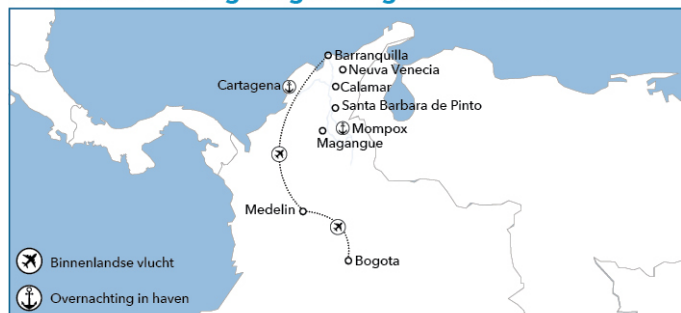 Barranquilla
Neuva Venecia
Cartagena
Calamar
Santa Barbara de Pinto
Mompox
Magangue
Medelin
Bogota
Binnenlandse vlucht
Overnachting in haven